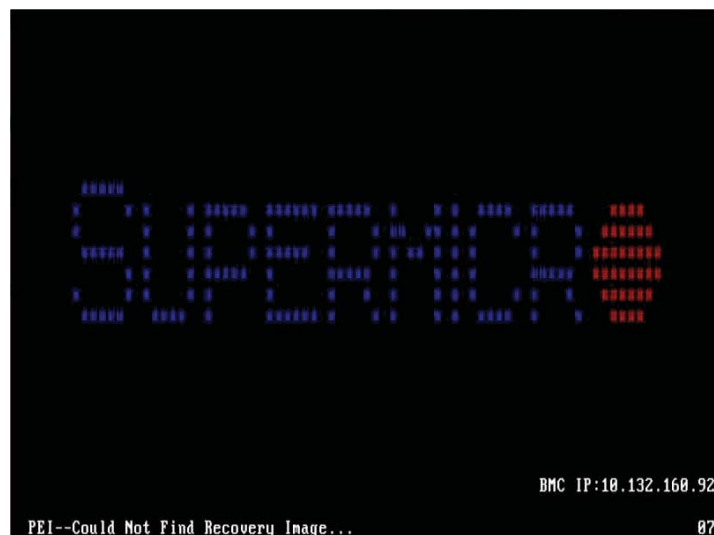 SUPERMICR●
BMC IP:10.132.160.92
PEI--Could Not Find Recovery Image...
07